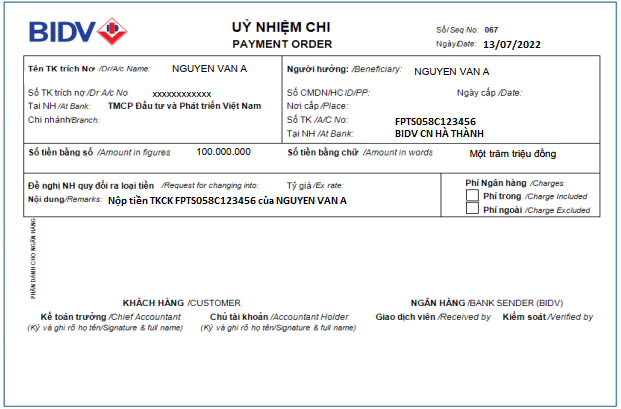 BIDV
UỶ NHIỆM CHI
PAYMENT ORDER
Số/Seq No: 067
Ngày/Date: 13/07/2022
Tên TK trích Nợ /Dr/A/c Name: NGUYEN VAN A
Số TK trích nợ /Dr A/c No xxxxxxxxxxxx
Tại NH /At Bank: TMCP Đầu tư và Phát triển Việt Nam
Chi nhánh/Branch:
Người hưởng: /Beneficiary: NGUYEN VAN A
Số CMDN/HC ID/PP: Ngày cấp /Date:
Nơi cấp /Place:
Số TK /A/C No: FPTS058C123456
Tại NH /At Bank: BIDV CN HÀ THÀNH
Số tiền bằng số /Amount in figures 100.000.000 Số tiền bằng chữ /Amount in words Một trăm triệu đồng
Đề nghị NH quy đổi ra loại tiền /Request for changing into: Tỷ giá /Ex rate:
Nội dung/Remarks: Nộp tiền TKCK FPTS058C123456 của NGUYEN VAN A
Phí Ngân hàng /Charges:
Phí trong /Charge Included
Phí ngoài /Charge Excluded
PHẦN DÀNH CHO NGÂN HÀNG
KHÁCH HÀNG /CUSTOMER NGÂN HÀNG /BANK SENDER (BIDV)
Kế toán trưởng /Chief Accountant Chủ tài khoản /Accountant Holder Giao dịch viên /Received by Kiểm soát /Verified by
(Ký và ghi rõ họ tên/Signature & full name) (Ký và ghi rõ họ tên/Signature & full name)